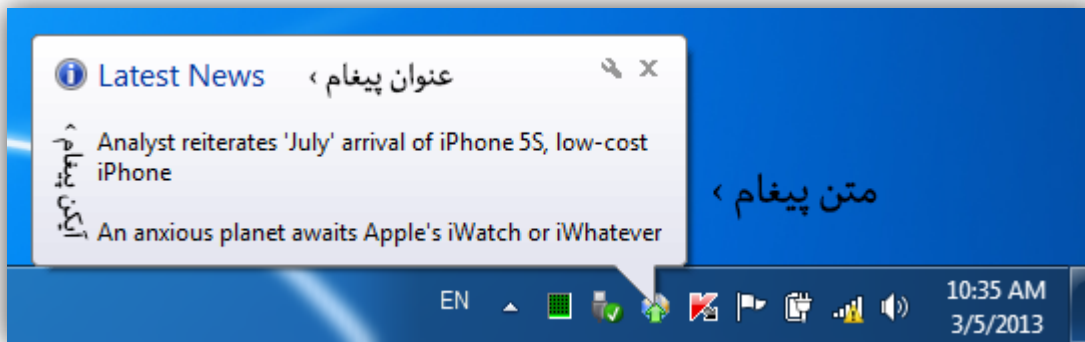 Latest News عنوان پیغام ›
Analyst reiterates 'July' arrival of iPhone 5S, low-cost
iPhone
آیکن پیغام ›
An anxious planet awaits Apple's iWatch or iWhatever
متن پیغام ›
EN
10:35 AM
3/5/2013